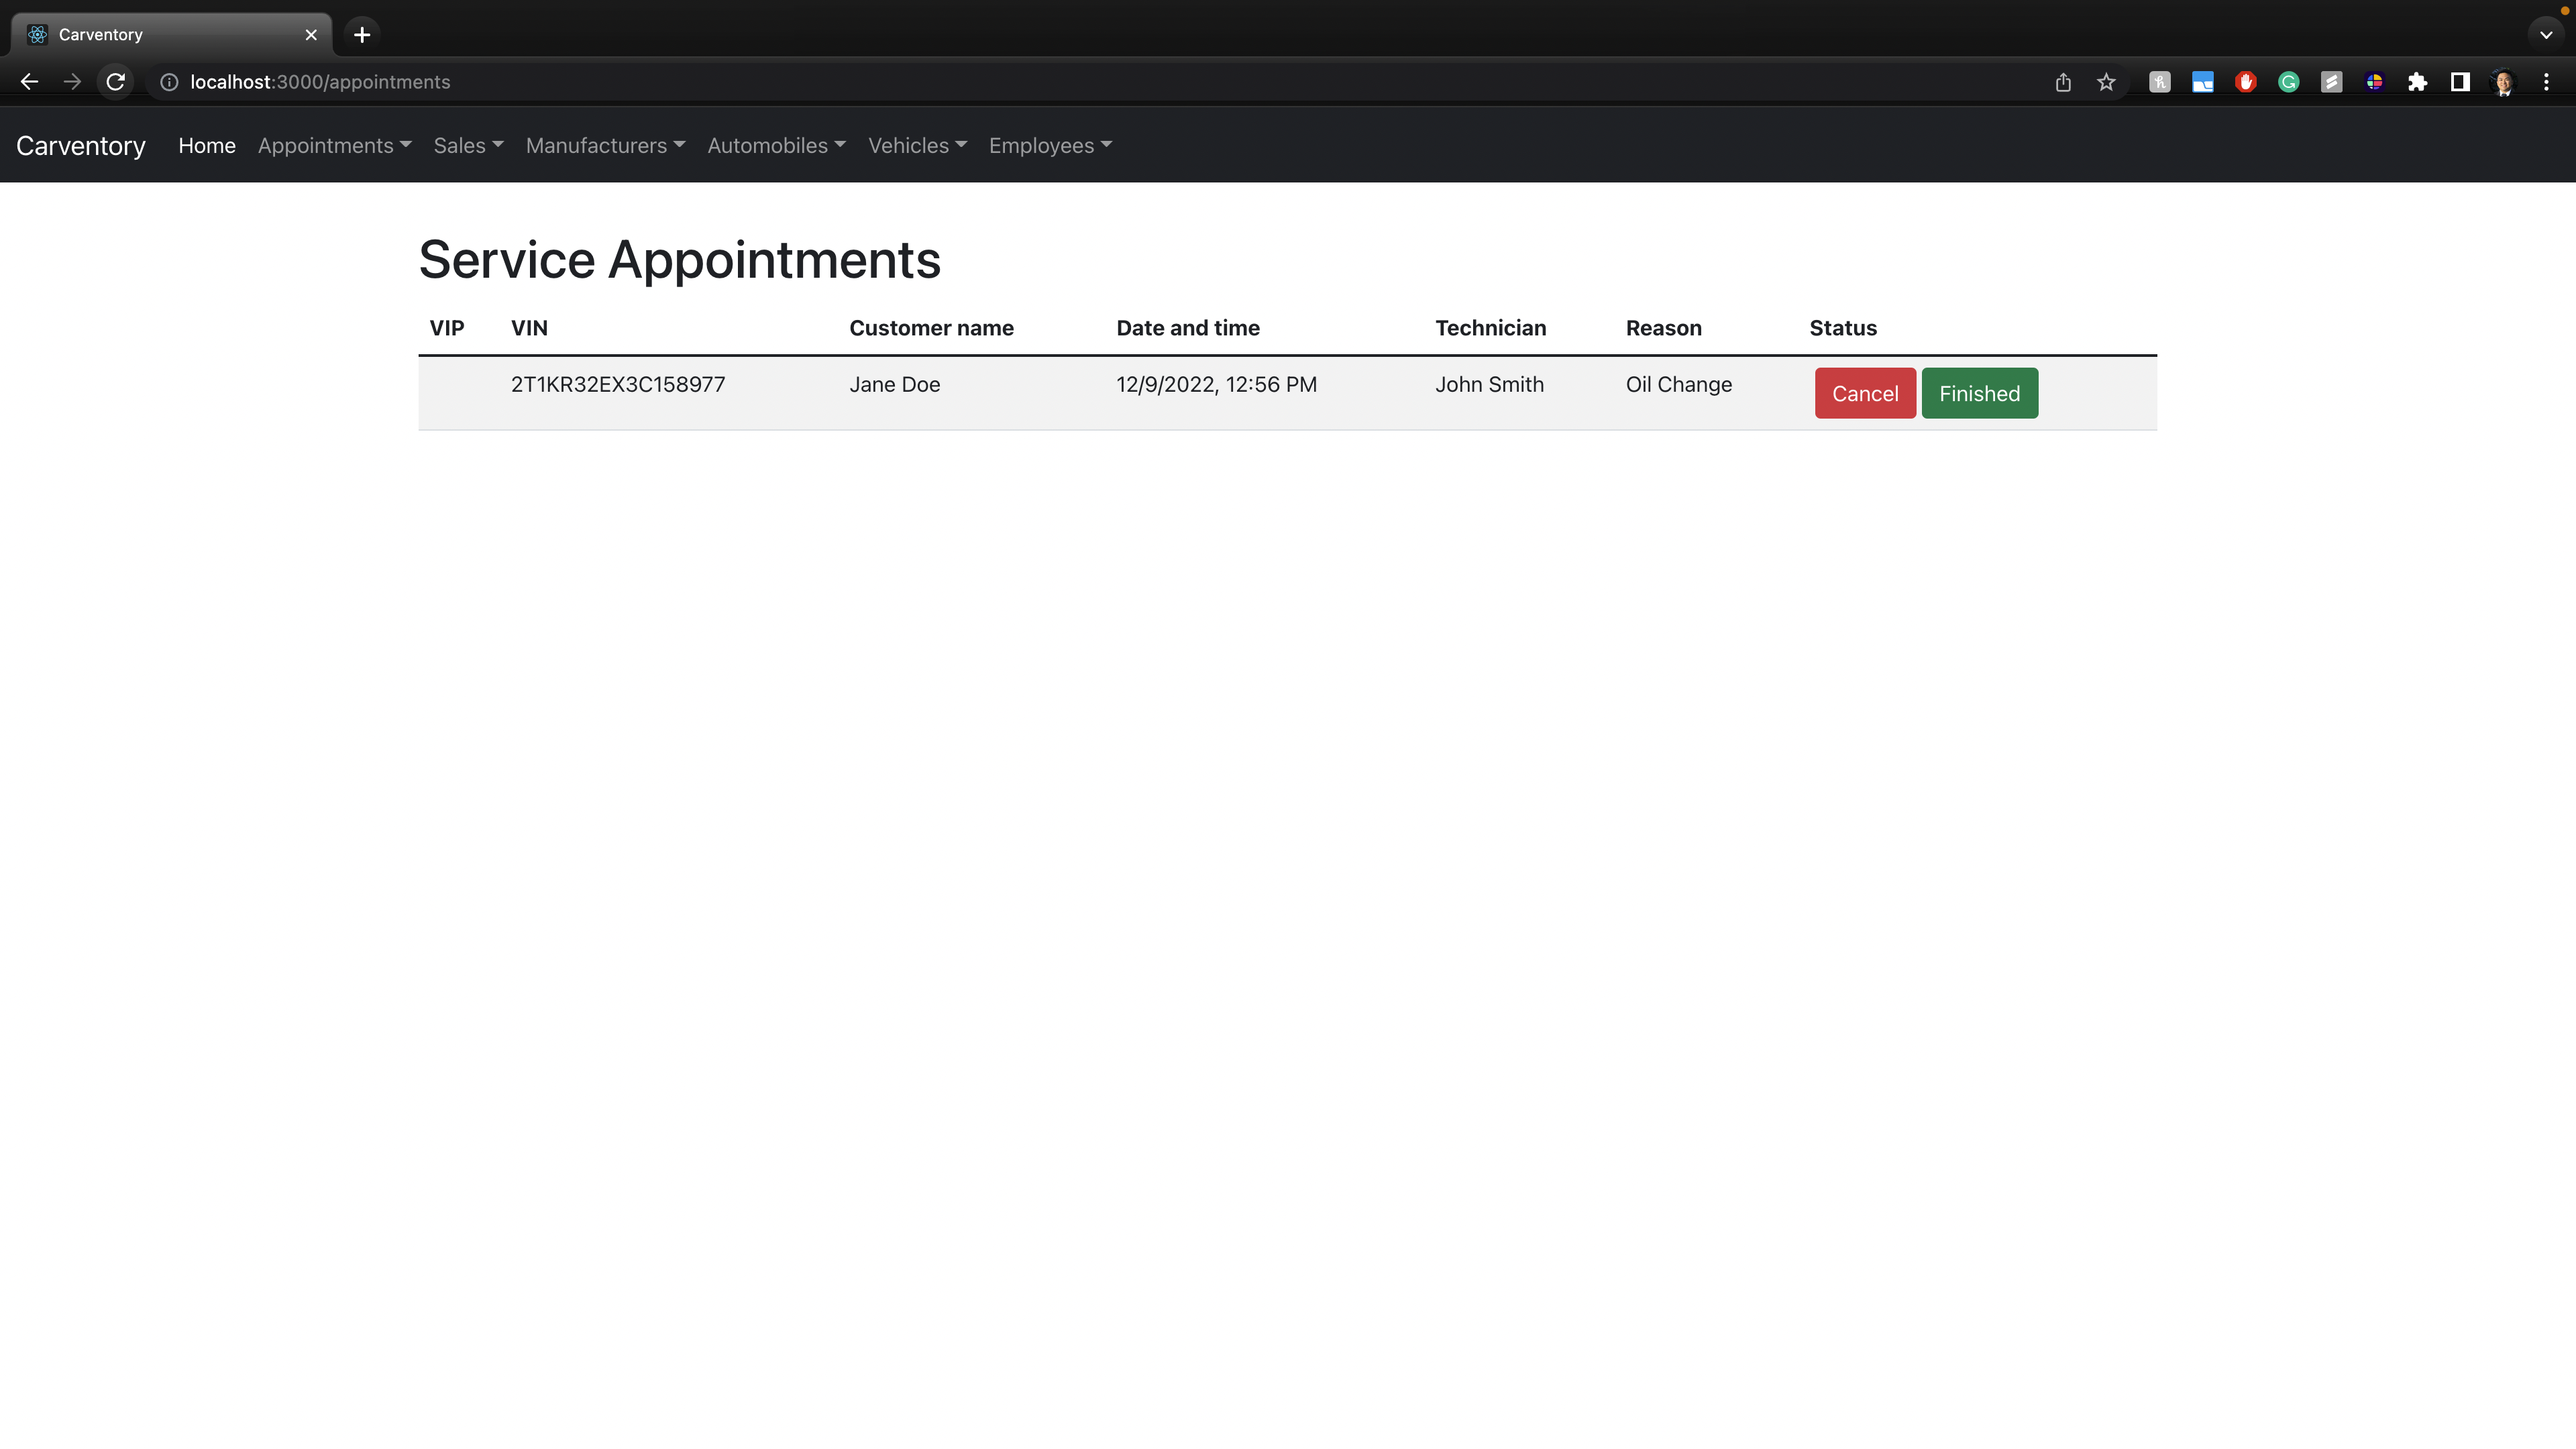 Carventory
localhost:3000/appointments
Carventory Home Appointments Sales Manufacturers Automobiles Vehicles Employees
Service Appointments
VIP VIN Customer name Date and time Technician Reason Status
2T1KR32EX3C158977 Jane Doe 12/9/2022, 12:56 PM John Smith Oil Change Cancel Finished